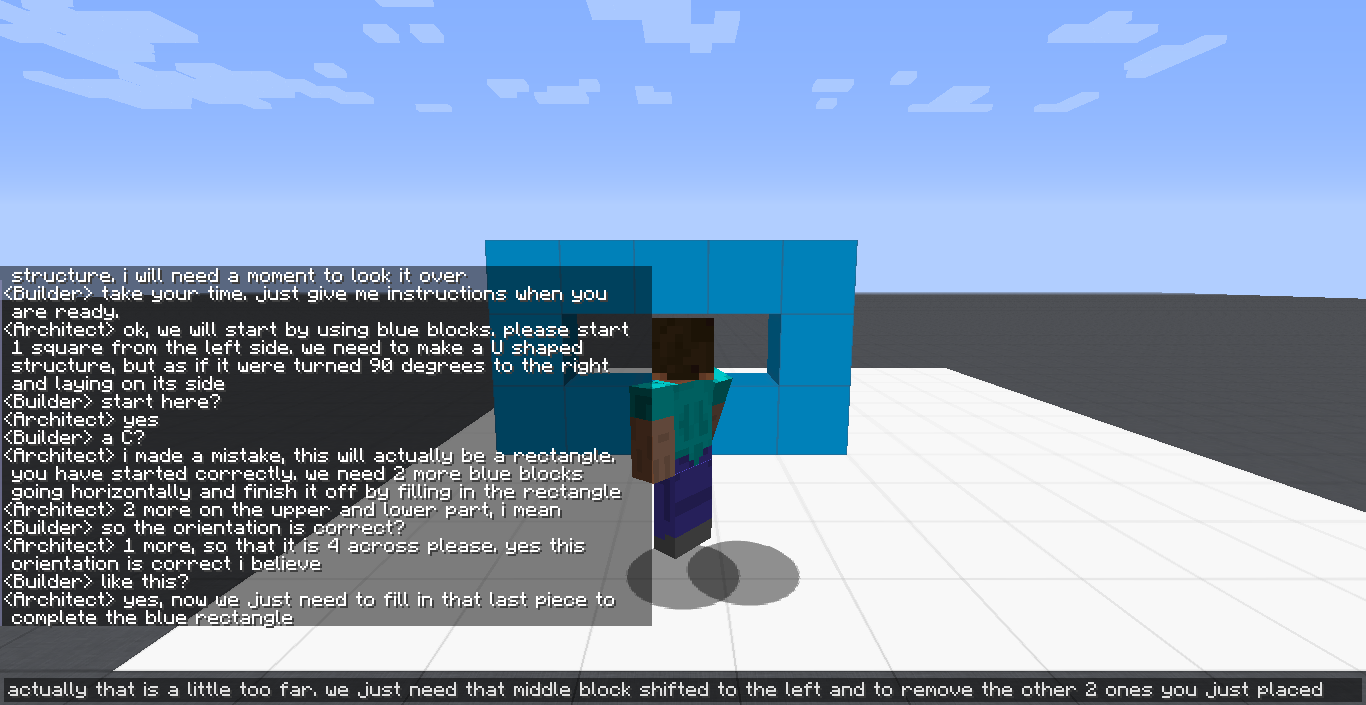 structure. i will need a moment to look it over
<Builder> take your time. just give me instructions when you
are ready.
<Architect> ok, we will start by using blue blocks. please start
1 square from the left side. we need to make a U shaped
structure, but as if it were turned 90 degrees to the right
and laying on its side
<Builder> start here?
<Architect> yes
<Builder> a C?
<Architect> i made a mistake, this will actually be a rectangle.
you have started correctly. we need 2 more blue blocks
going horizontally and finish it off by filling in the rectangle
<Architect> 2 more on the upper and lower part, i mean
<Builder> so the orientation is correct?
<Architect> 1 more, so that it is 4 across please. yes this
orientation is correct i believe
<Builder> like this?
<Architect> yes, now we just need to fill in that last piece to
complete the blue rectangle
actually that is a little too far. we just need that middle block shifted to the left and to remove the other 2 ones you just placed